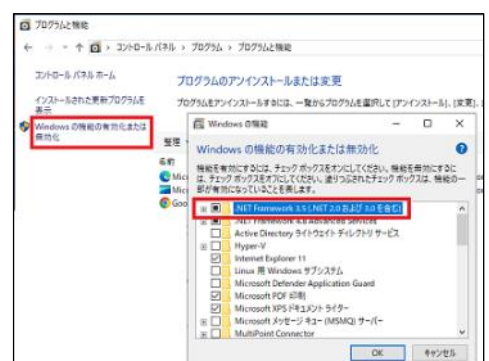 プログラムと機能
コントロール パネル › プログラム › プログラムと機能
コントロール パネル ホーム
インストールされた更新プログラムを
表示
Windows の機能の有効化または
無効化
プログラムのアンインストールまたは変更
プログラムをアンインストールするには、一覧からプログラムを選択して [アンインストール]、[変更]、
整理
名前
Mic
Mic
Goo
Windows の機能
Windows の機能の有効化または無効化
機能を有効にするには、チェック ボックスをオンにしてください。機能を無効にするに
は、チェック ボックスをオフにしてください。塗りつぶされたチェック ボックスは、機能の一
部が有効になっていることを表します。
.NET Framework 3.5 (.NET 2.0 および 3.0 を含む)
.NET Framework 4.8 Advanced Services
Active Directory ライトウェイト ディレクトリ サービス
Hyper-V
Internet Explorer 11
Linux 用 Windows サブシステム
Microsoft Defender Application Guard
Microsoft PDF 印刷
Microsoft XPS ドキュメント ライター
Microsoft メッセージ キュー (MSMQ) サーバー
MultiPoint Connector
OK
キャンセル